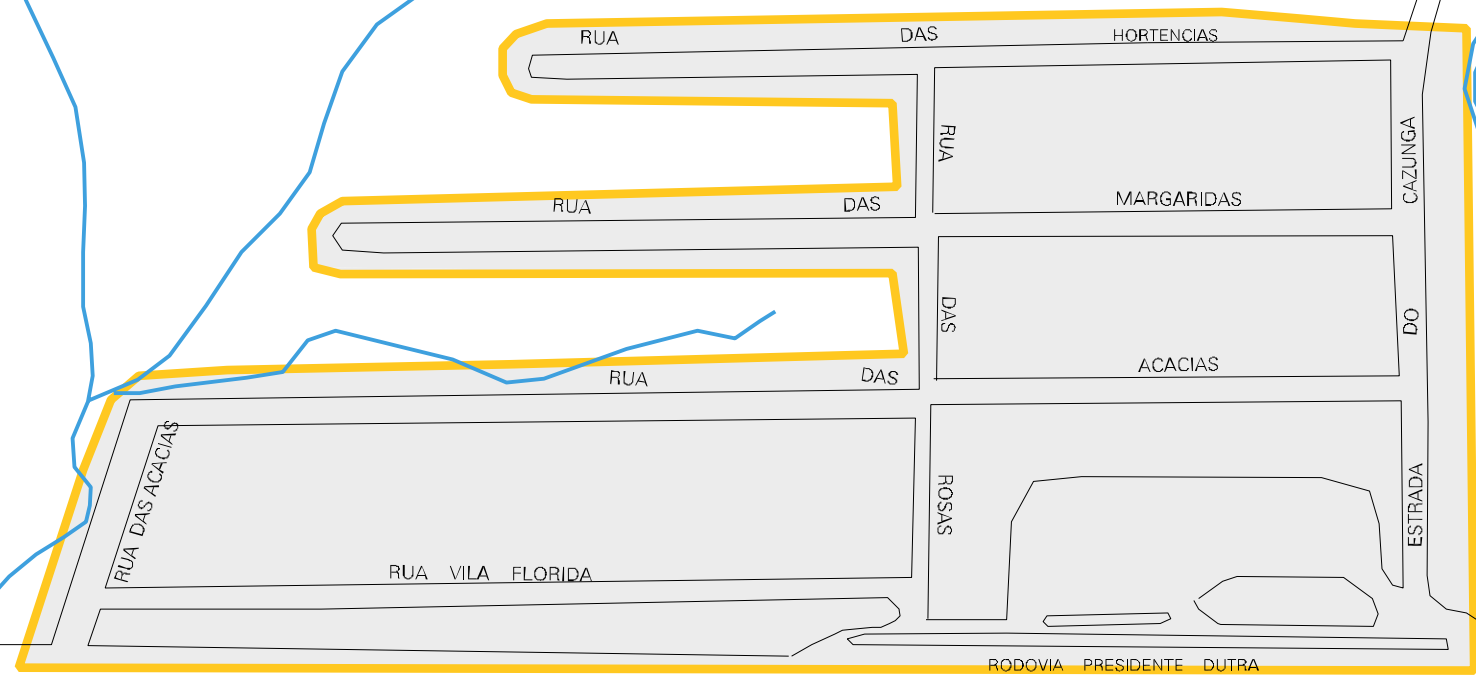 RUA DAS HORTENCIAS
RUA DAS MARGARIDAS
RUA DAS ACACIAS
RUA DAS ROSAS
ESTRADA DO CAZUNGA
RUA DAS ACACIAS
RUA VILA FLORIDA
RODOVIA PRESIDENTE DUTRA